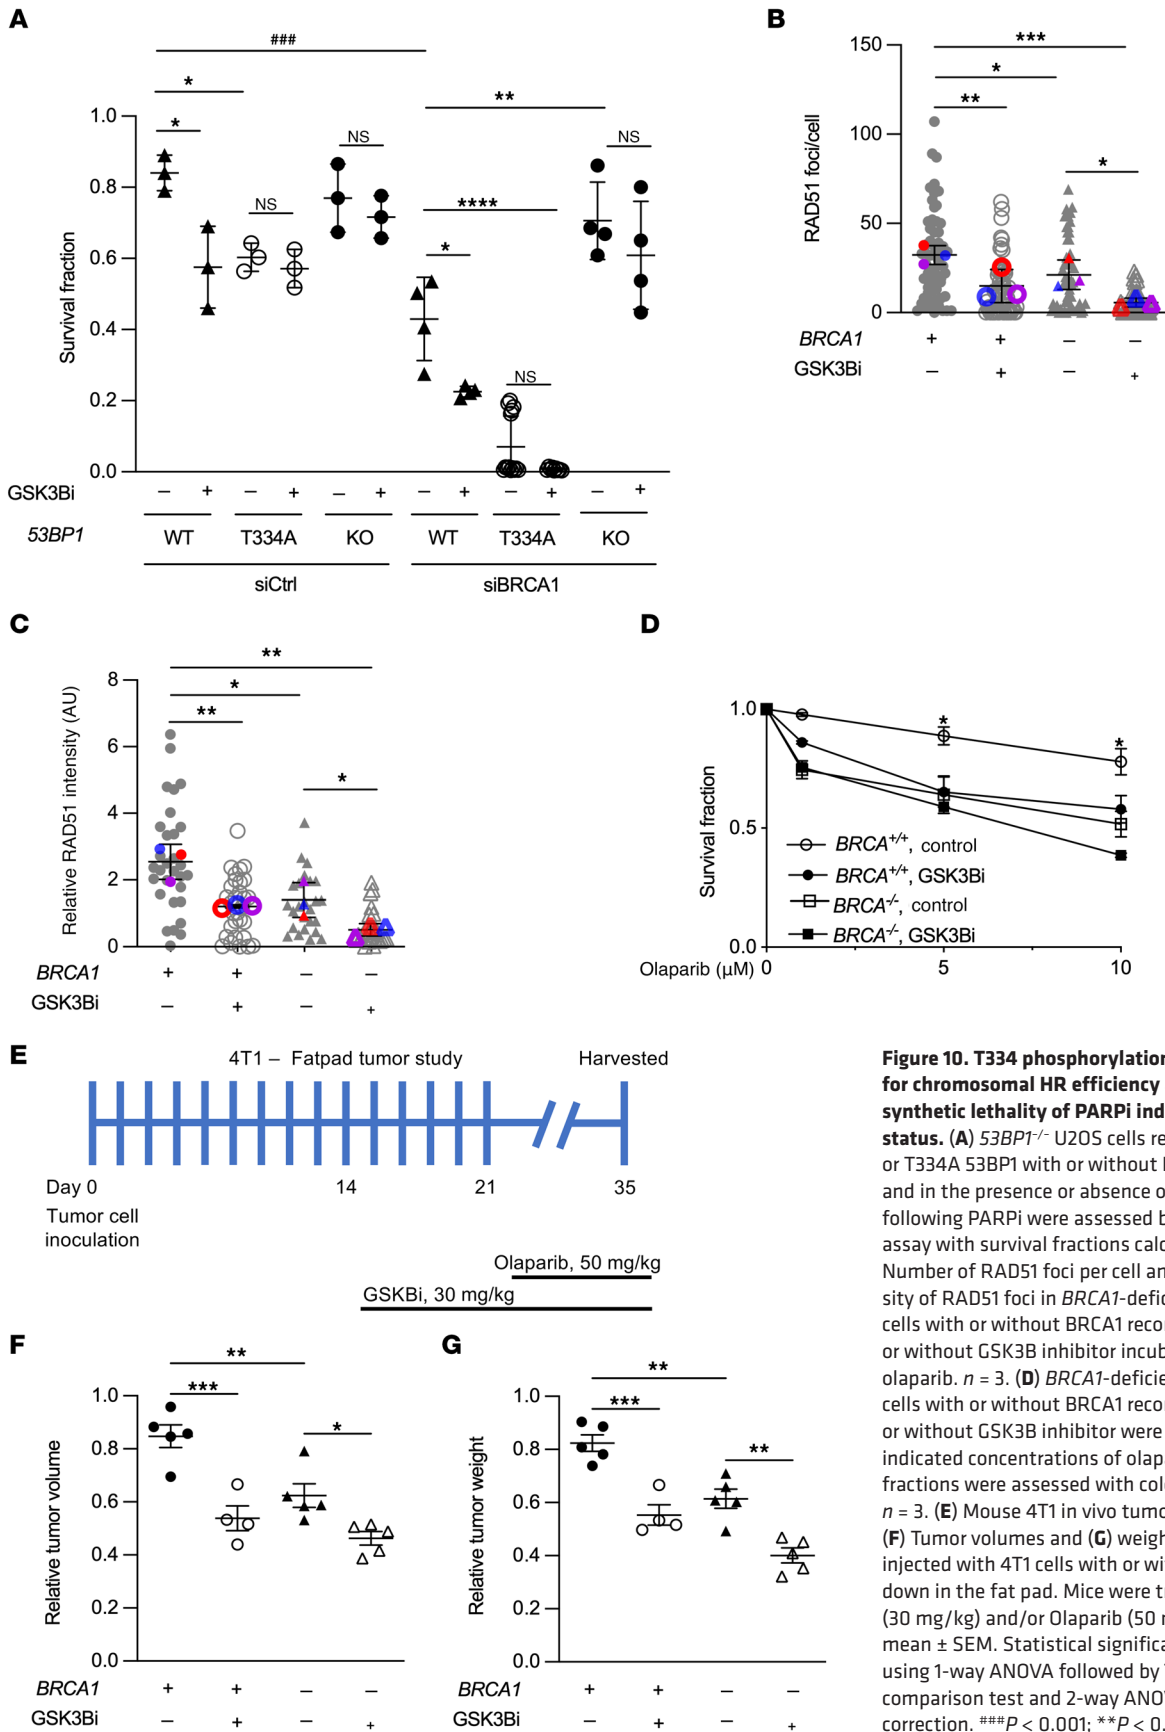 A
###
*
*
NS
NS
**
NS
****
*
NS
1.0
0.8
0.6
0.4
0.2
0.0
Survival fraction
GSK3Bi – + – + – + – + – + – +
53BP1 WT T334A KO WT T334A KO
siCtrl siBRCA1
B
***
*
**
*
150
100
50
0
RAD51 foci/cell
BRCA1 + + – –
GSK3Bi – + – +
C
**
*
**
*
8
6
4
2
0
Relative RAD51 intensity (AU)
BRCA1 + + – –
GSK3Bi – + – +
D
1.0
0.5
0.0
Survival fraction
*
*
BRCA+/+, control
BRCA+/+, GSK3Bi
BRCA-/-, control
BRCA-/-, GSK3Bi
Olaparib (μM) 0 5 10
E
4T1 – Fatpad tumor study Harvested
Day 0 14 21 35
Tumor cell
inoculation
Olaparib, 50 mg/kg
GSKBi, 30 mg/kg
F
**
***
*
1.0
0.8
0.6
0.4
0.2
0.0
Relative tumor volume
BRCA1 + + – –
GSK3Bi – + – +
G
**
***
**
1.0
0.8
0.6
0.4
0.2
0.0
Relative tumor weight
BRCA1 + + – –
GSK3Bi – + – +
Figure 10. T334 phosphorylation
for chromosomal HR efficiency
synthetic lethality of PARPi ind
status. (A) 53BP1–/– U2OS cells re
or T334A 53BP1 with or without
and in the presence or absence o
following PARPi were assessed b
assay with survival fractions calc
Number of RAD51 foci per cell an
sity of RAD51 foci in BRCA1-defic
cells with or without BRCA1 recor
or without GSK3B inhibitor incub
olaparib. n = 3. (D) BRCA1-deficie
cells with or without BRCA1 recor
or without GSK3B inhibitor were
indicated concentrations of olap
fractions were assessed with colo
n = 3. (E) Mouse 4T1 in vivo tumo
(F) Tumor volumes and (G) weigh
injected with 4T1 cells with or wi
down in the fat pad. Mice were tr
(30 mg/kg) and/or Olaparib (50 m
mean ± SEM. Statistical significa
using 1-way ANOVA followed by
comparison test and 2-way ANOV
correction. ###P < 0.001; **P < 0.